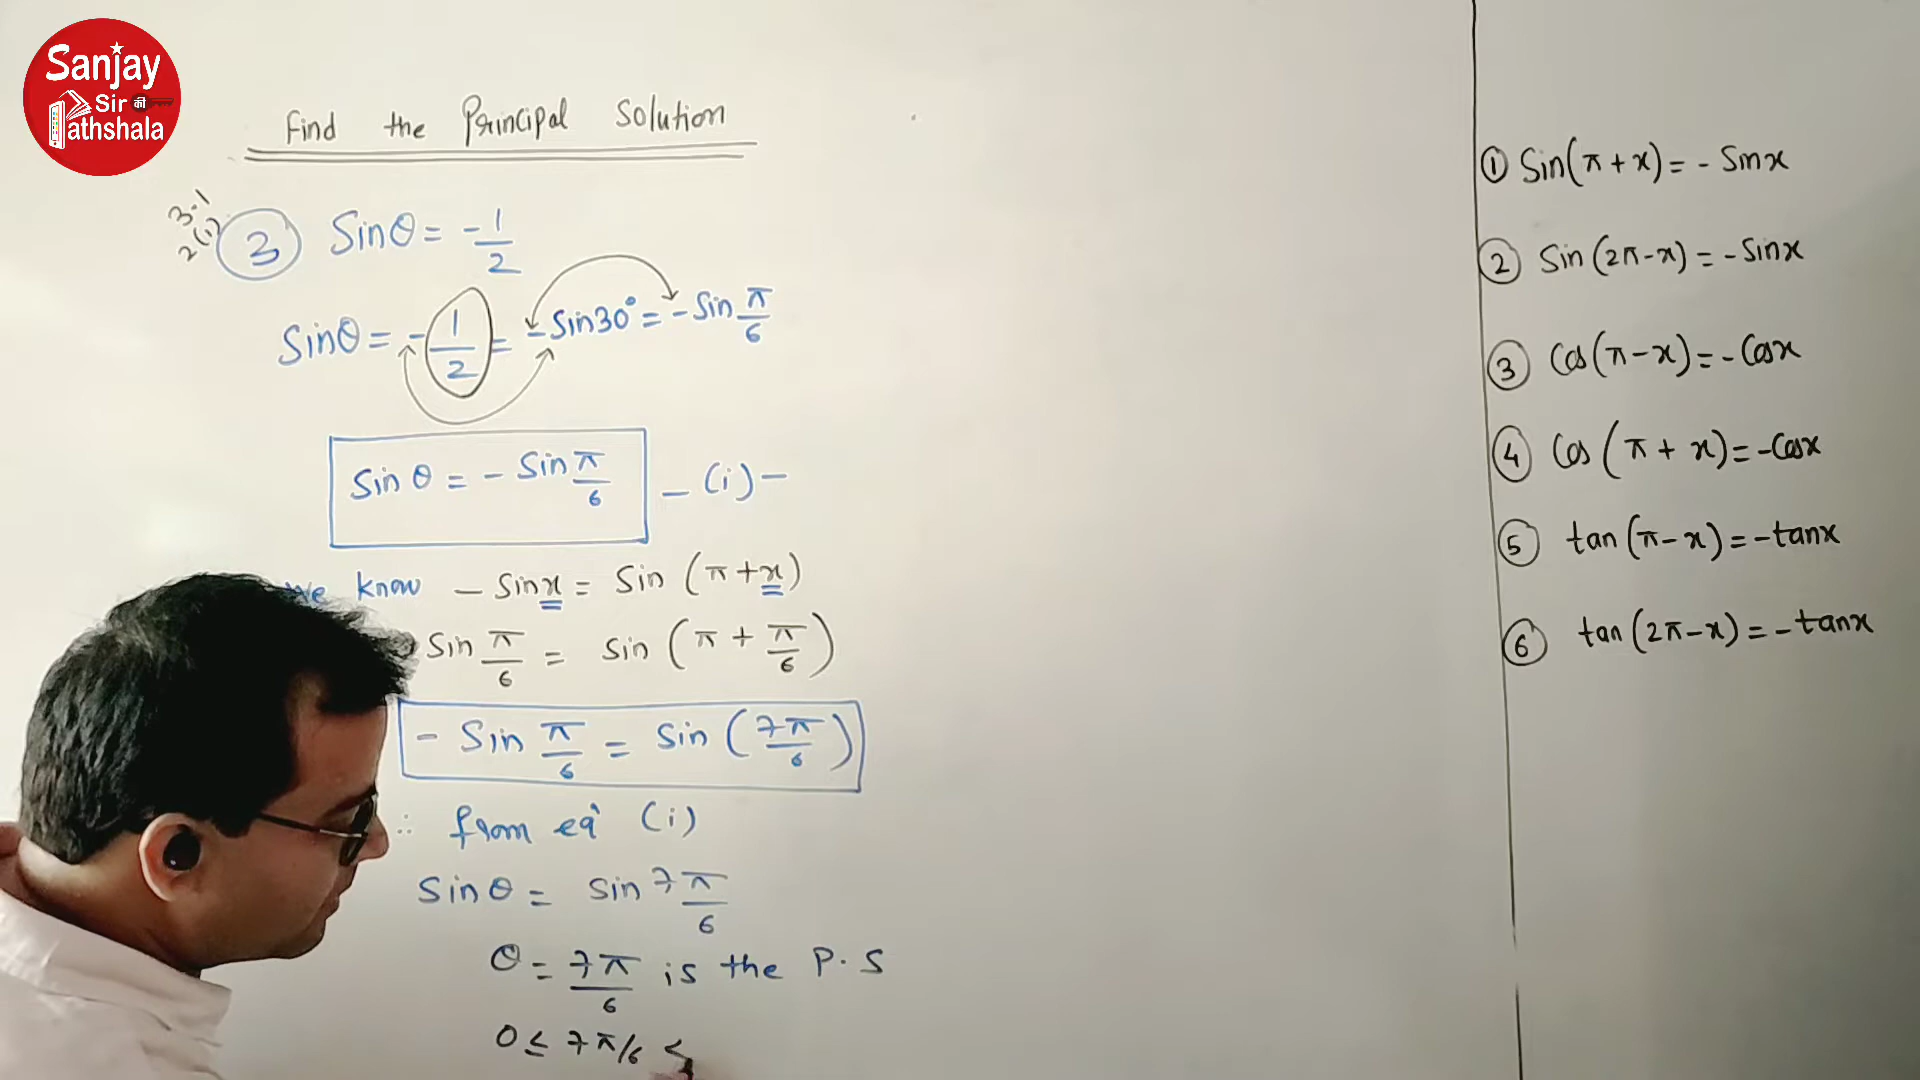 Sanjay
Sir की
Pathshala
Find the Principal Solution
3.1
2(i)
③ Sinθ = -1/2
Sinθ = -1/2 = -Sin30° = -Sin π/6
Sinθ = -Sin π/6 — (i) -
We know - Sinx = Sin (π+x)
Sin π/6 = Sin (π + π/6)
- Sin π/6 = Sin (7π/6)
∴ from eqⁿ (i)
Sinθ = Sin 7π/6
θ = 7π/6 is the P.S
0 ≤ 7π/6 <
① Sin(π+x) = - Sinx
② Sin (2π-x) = - Sinx
③ Cos(π-x) = - Cosx
④ Cos (π + x) = -Cosx
⑤ tan (π-x) = -tanx
⑥ tan (2π-x) = -tanx